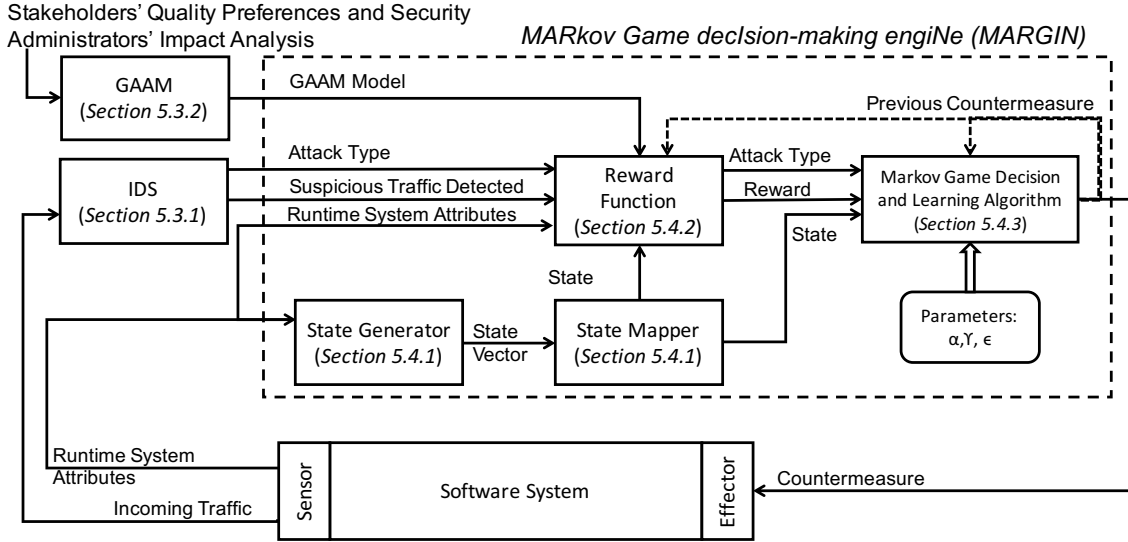 Stakeholders' Quality Preferences and Security
Administrators' Impact Analysis
MARkov Game decIsion-making engiNe (MARGIN)
GAAM
(Section 5.3.2)
GAAM Model
Previous Countermeasure
IDS
(Section 5.3.1)
Attack Type
Suspicious Traffic Detected
Runtime System Attributes
Reward
Function
(Section 5.4.2)
Attack Type
Reward
State
Markov Game Decision
and Learning Algorithm
(Section 5.4.3)
State
State Generator
(Section 5.4.1)
State
Vector
State Mapper
(Section 5.4.1)
Parameters:
α,ϒ, ϵ
Runtime System
Attributes
Incoming Traffic
Sensor
Software System
Effector
Countermeasure